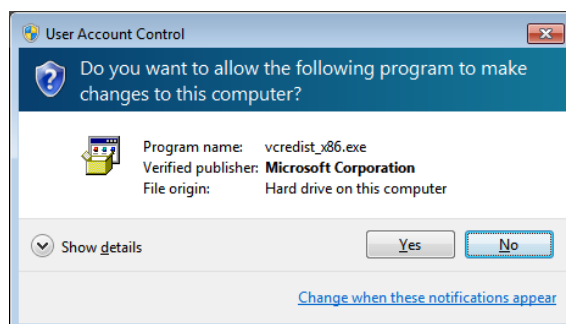 User Account Control
Do you want to allow the following program to make
changes to this computer?
Program name: vcredist_x86.exe
Verified publisher: Microsoft Corporation
File origin: Hard drive on this computer
Show details
Yes
No
Change when these notifications appear